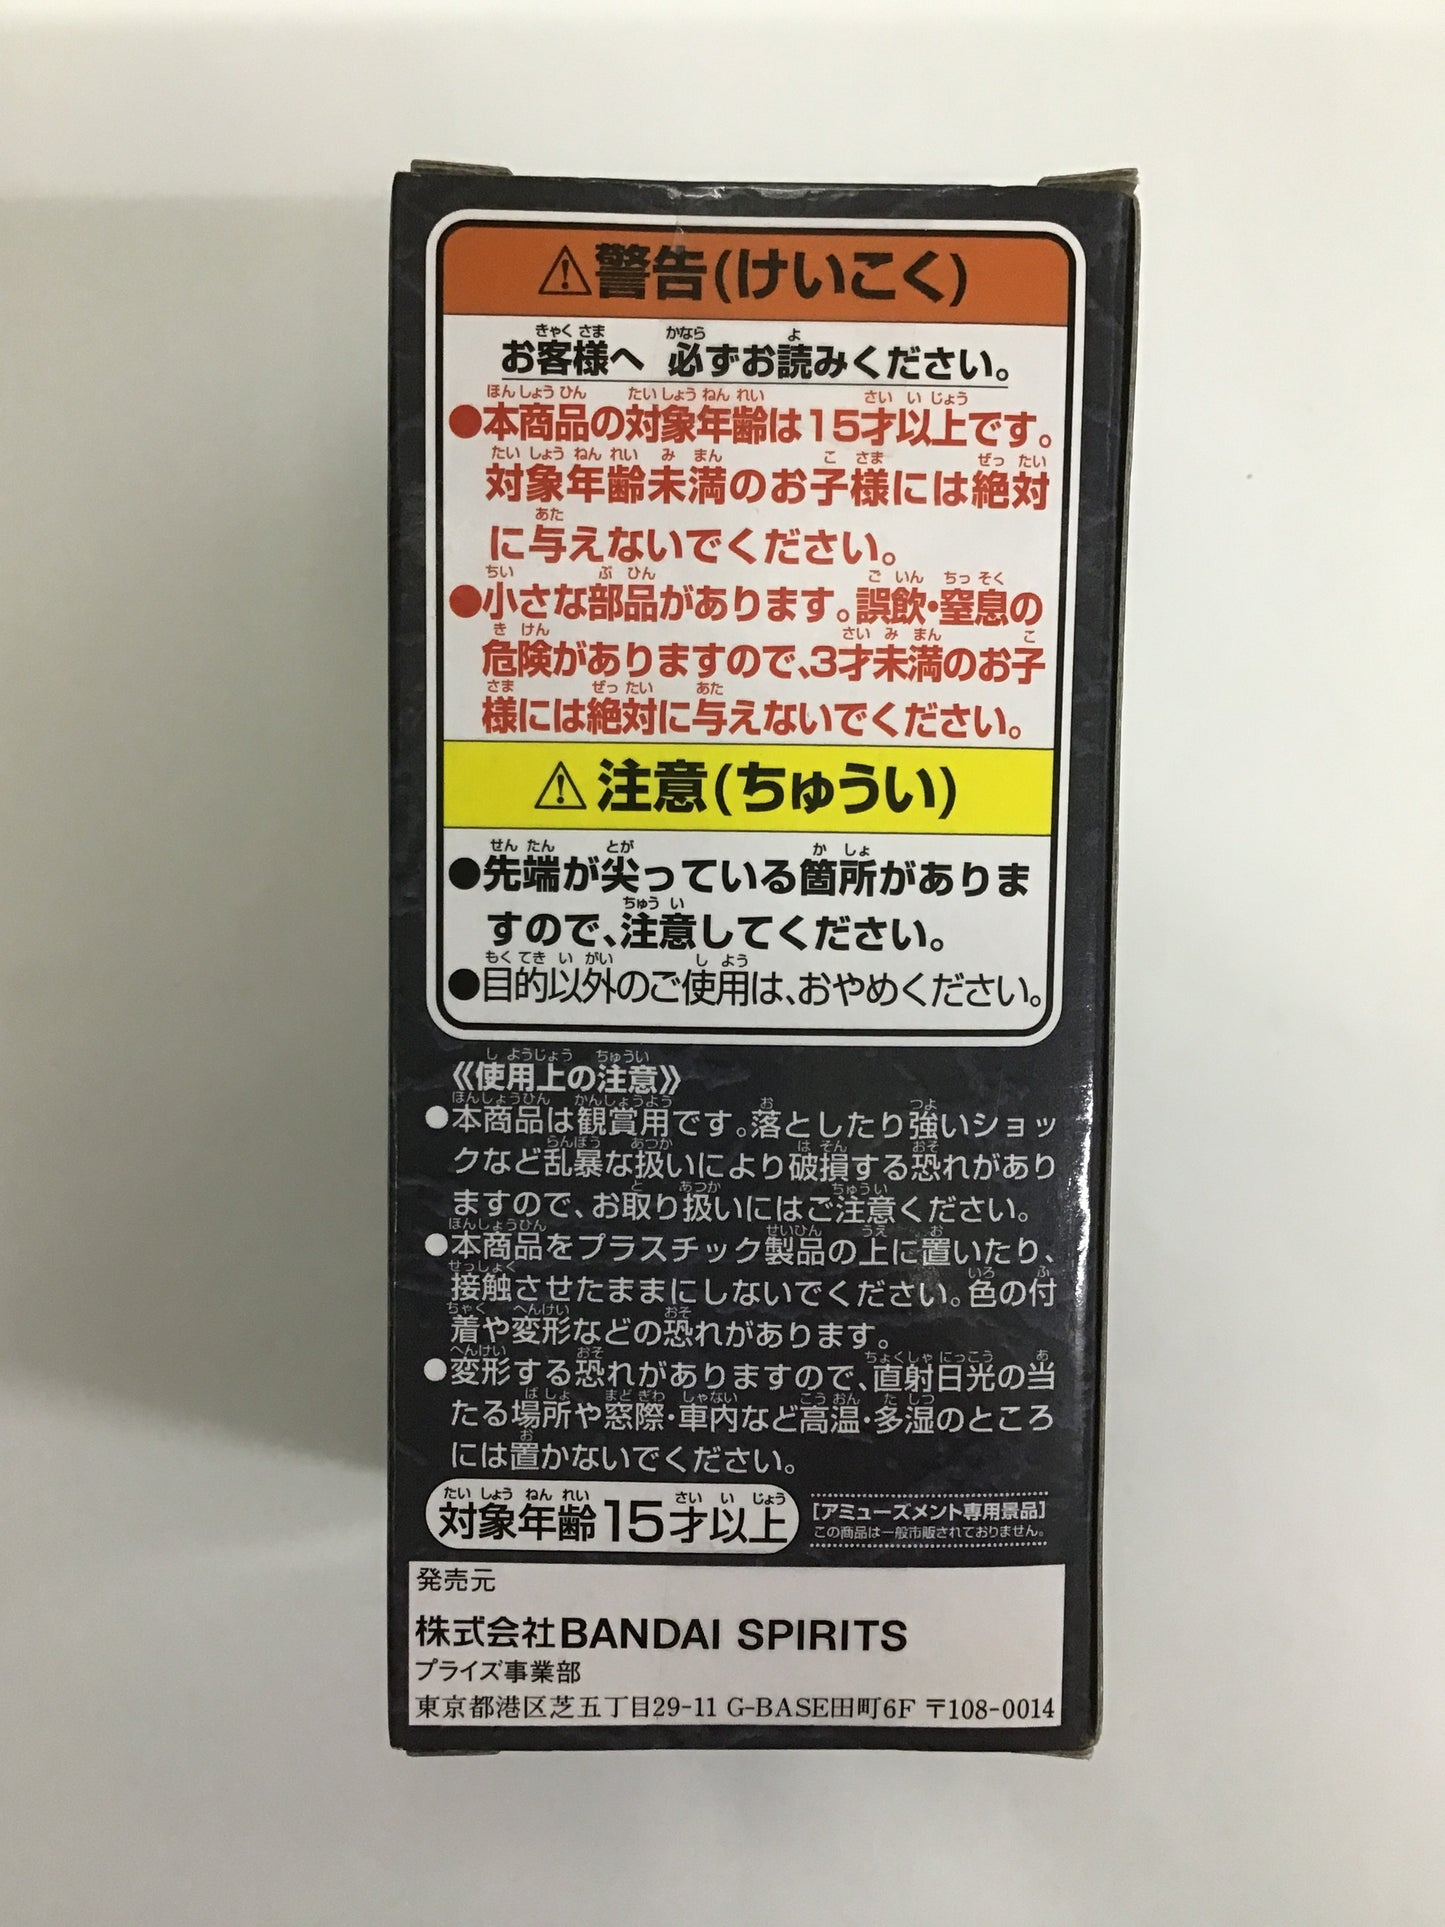 ⚠警告(けいこく)
お客様へ 必ずお読みください。
●本商品の対象年齢は15才以上です。
対象年齢未満のお子様には絶対
に与えないでください。
●小さな部品があります。誤飲・窒息の
危険がありますので、3才未満のお子
様には絶対に与えないでください。
⚠注意(ちゅうい)
●先端が尖っている箇所がありま
すので、注意してください。
●目的以外のご使用は、おやめください。
《使用上の注意》
●本商品は観賞用です。落としたり強いショッ
クなど乱暴な扱いにより破損する恐れがあり
ますので、お取り扱いにはご注意ください。
●本商品をプラスチック製品の上に置いたり、
接触させたままにしないでください。色の付
着や変形などの恐れがあります。
●変形する恐れがありますので、直射日光の当
たる場所や窓際・車内など高温・多湿のところ
には置かないでください。
対象年齢15才以上
[アミューズメント専用景品]
この商品は一般市販されておりません。
発売元
株式会社BANDAI SPIRITS
プライズ事業部
東京都港区芝五丁目29-11 G-BASE田町6F 〒108-0014